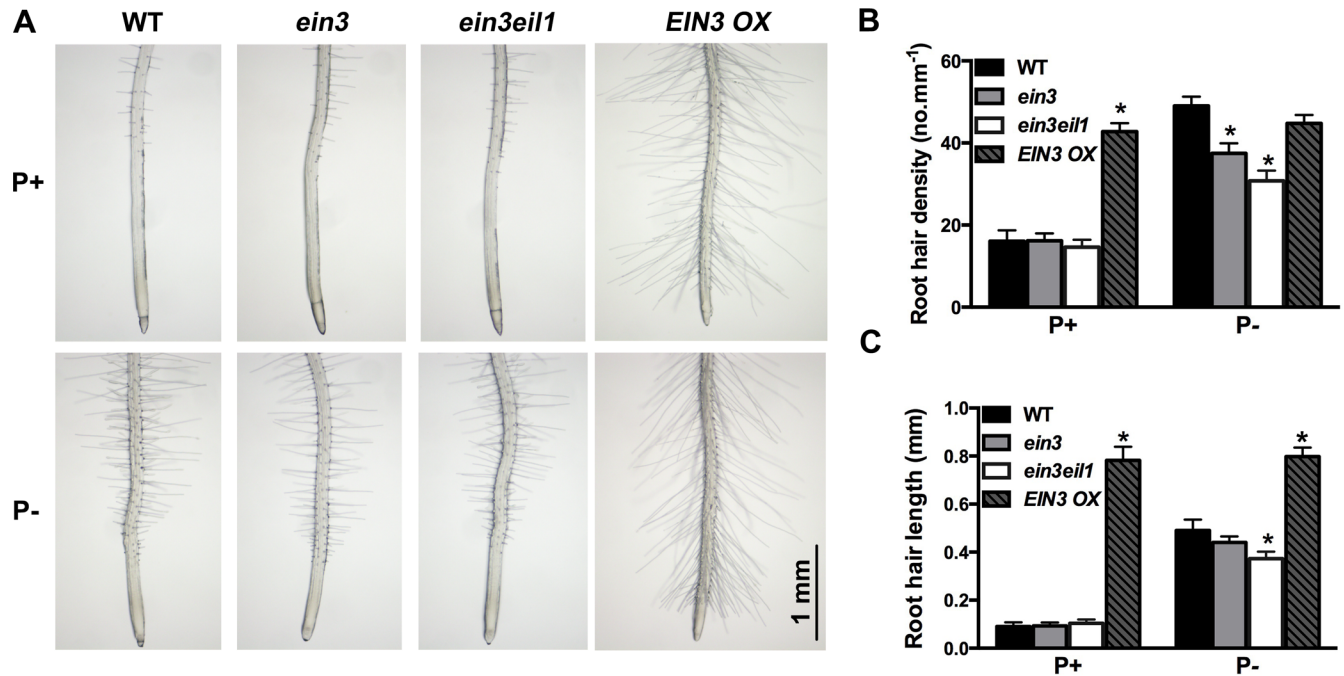 A
WT
ein3
ein3eil1
EIN3 OX
P+
P-
1 mm
B
Root hair density (no.mm-1)
60
40
20
0
WT
ein3
ein3eil1
EIN3 OX
*
*
*
P+
P-
C
Root hair length (mm)
1.0
0.8
0.6
0.4
0.2
0.0
WT
ein3
ein3eil1
EIN3 OX
*
*
*
P+
P-